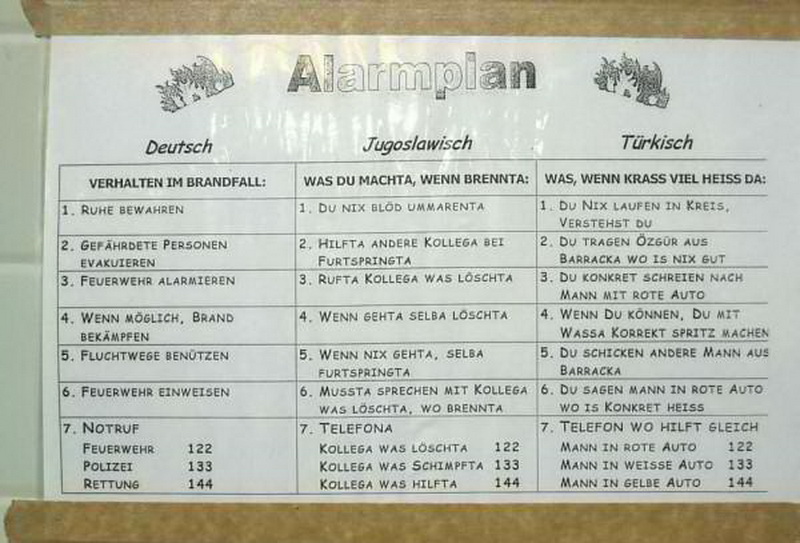 Alarmplan
Deutsch Jugoslawisch Türkisch
VERHALTEN IM BRANDFALL: WAS DU MACHTA, WENN BRENNTA: WAS, WENN KRASS VIEL HEISS DA:
1. RUHE BEWAHREN 1. DU NIX BLÖD UMMARENTA 1. DU NIX LAUFEN IN KREIS,
VERSTEHST DU
2. GEFÄHRDETE PERSONEN 2. HILFTA ANDERE KOLLEGA BEI 2. DU TRAGEN ÖZGÜR AUS
EVAKUIEREN FURTSPRINGTA BARRACKA WO IS NIX GUT
3. FEUERWEHR ALARMIEREN 3. RUFTA KOLLEGA WAS LÖSCHTA 3. DU KONKRET SCHREIEN NACH
MANN MIT ROTE AUTO
4. WENN MÖGLICH, BRAND 4. WENN GEHTA SELBA LÖSCHTA 4. WENN DU KÖNNEN, DU MIT
BEKÄMPFEN WASSA KORREKT SPRITZ MACHEN
5. FLUCHTWEGE BENÜTZEN 5. WENN NIX GEHTA, SELBA 5. DU SCHICKEN ANDERE MANN AUS
FURTSPRINGTA BARRACKA
6. FEUERWEHR EINWEISEN 6. MUSSTA SPRECHEN MIT KOLLEGA 6. DU SAGEN MANN IN ROTE AUTO
WAS LÖSCHTA, WO BRENNTA WO IS KONKRET HEISS
7. NOTRUF 7. TELEFONA 7. TELEFON WO HILFT GLEICH
FEUERWEHR 122 KOLLEGA WAS LÖSCHTA 122 MANN IN ROTE AUTO 122
POLIZEI 133 KOLLEGA WAS SCHIMPFTA 133 MANN IN WEISSE AUTO 133
RETTUNG 144 KOLLEGA WAS HILFTA 144 MANN IN GELBE AUTO 144